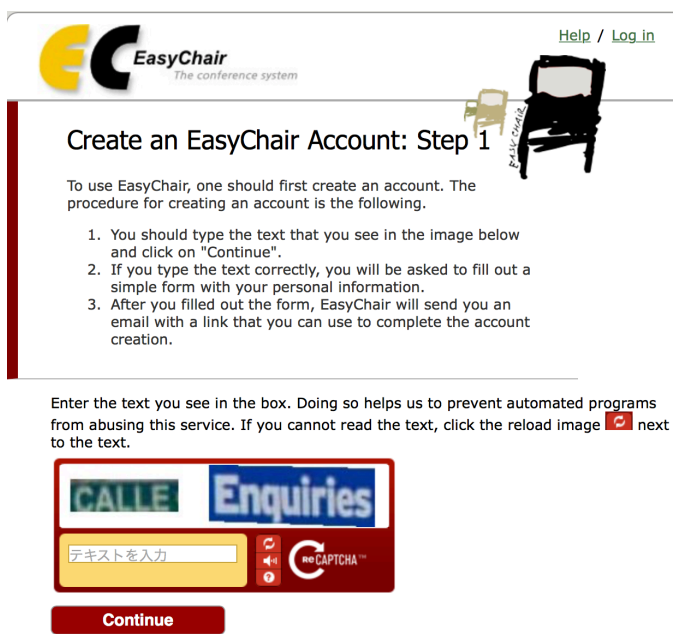 EC EasyChair
The conference system
Help / Log in
EASY CHAIR
Create an EasyChair Account: Step 1
To use EasyChair, one should first create an account. The
procedure for creating an account is the following.
1. You should type the text that you see in the image below
and click on "Continue".
2. If you type the text correctly, you will be asked to fill out a
simple form with your personal information.
3. After you filled out the form, EasyChair will send you an
email with a link that you can use to complete the account
creation.
Enter the text you see in the box. Doing so helps us to prevent automated programs
from abusing this service. If you cannot read the text, click the reload image next
to the text.
CALLE Enquiries
テキストを入力
? ReCAPTCHA™
Continue